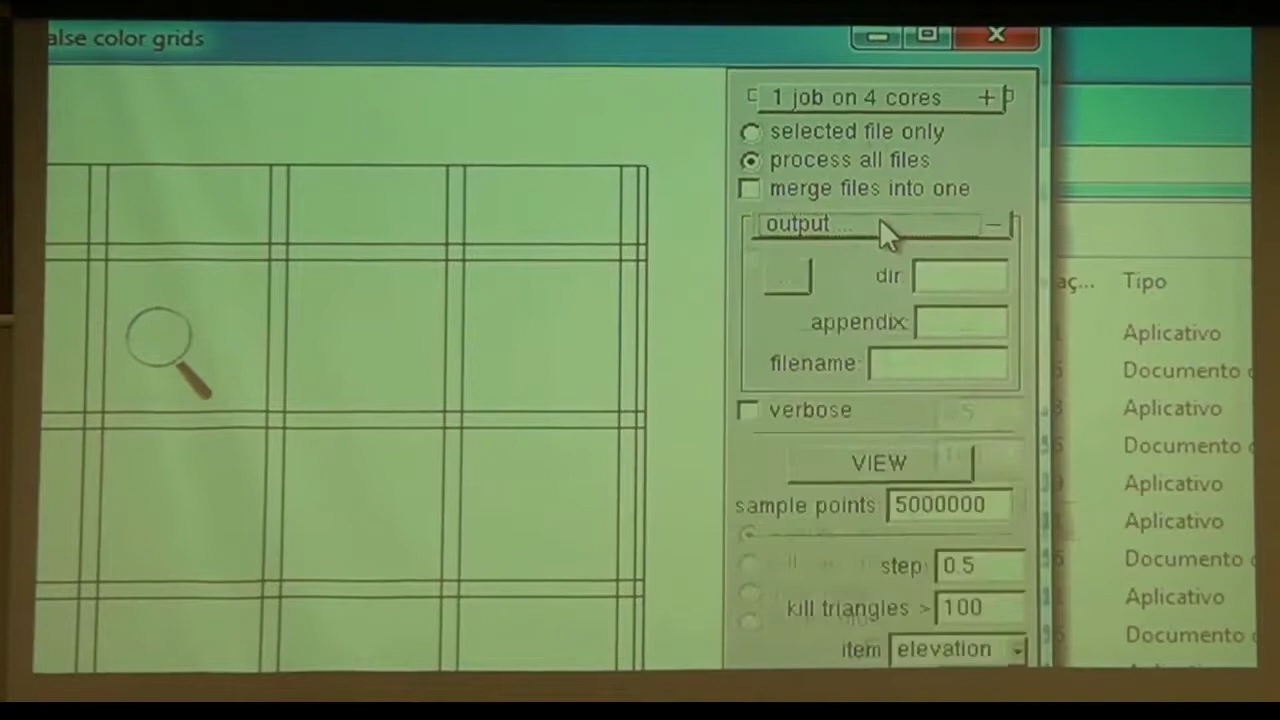 alse color grids
1 job on 4 cores +
selected file only
process all files
merge files into one
output ... −
...
dir:
appendix:
filename:
verbose
VIEW
sample points: 5000000
step: 0.5
kill triangles > 100
item elevation
aç... Tipo
Aplicativo
Documento
Aplicativo
Documento
Aplicativo
Aplicativo
Documento
Aplicativo
Documento